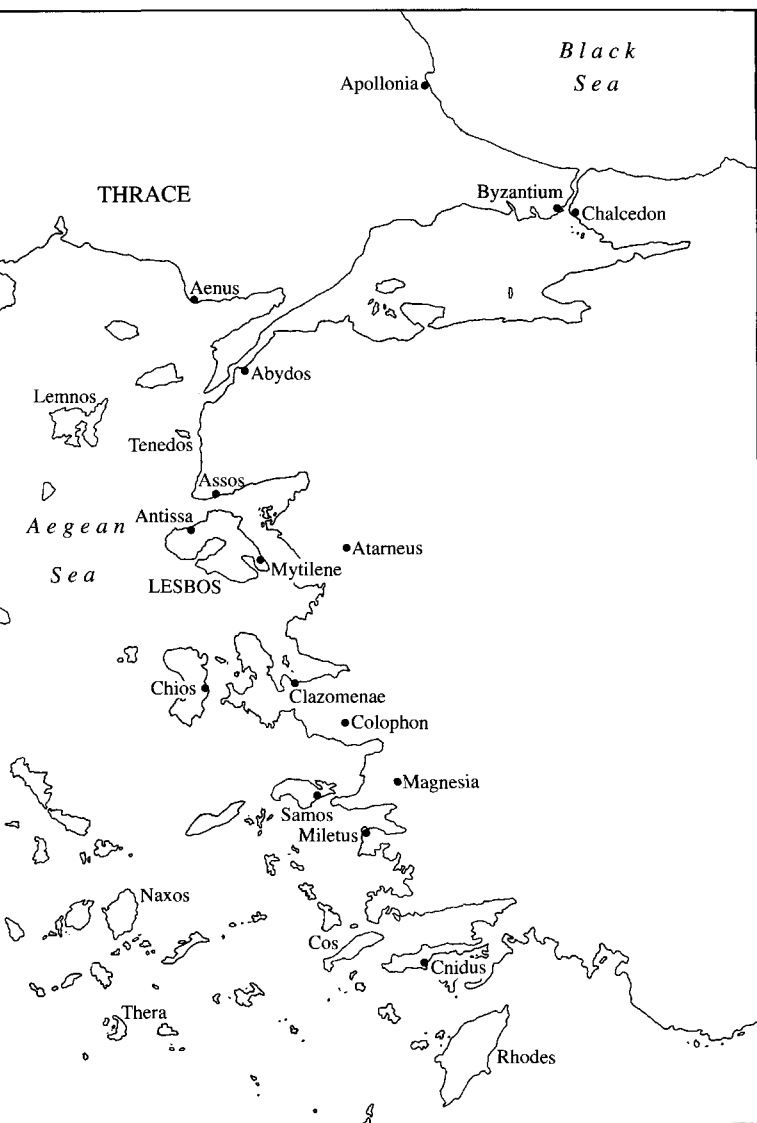 Black
Sea
Apollonia
THRACE
Byzantium
Chalcedon
Aenus
Abydos
Lemnos
Tenedos
Assos
Antissa
Aegean
Sea
Atarneus
Mytilene
LESBOS
Chios
Clazomenae
Colophon
Magnesia
Samos
Miletus
Naxos
Cos
Cnidus
Thera
Rhodes